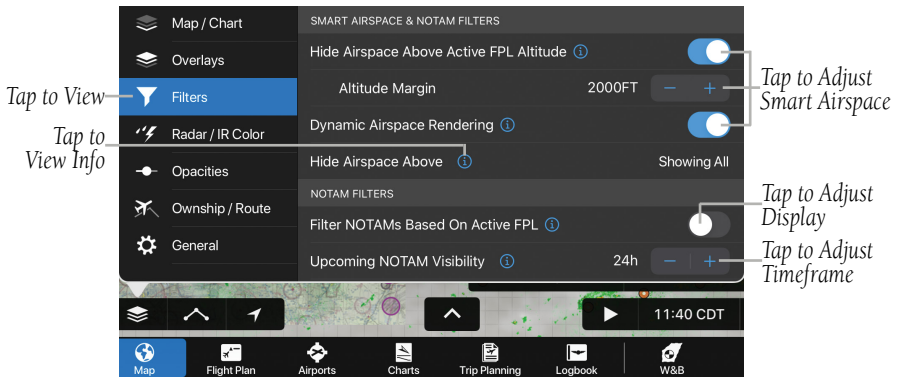 Map / Chart
Overlays
Filters
Radar / IR Color
Opacities
Ownship / Route
General
SMART AIRSPACE & NOTAM FILTERS
Hide Airspace Above Active FPL Altitude
Altitude Margin 2000FT − +
Dynamic Airspace Rendering
Hide Airspace Above Showing All
NOTAM FILTERS
Filter NOTAMs Based On Active FPL
Upcoming NOTAM Visibility 24h − +
Tap to View
Tap to
View Info
Tap to Adjust
Smart Airspace
Tap to Adjust
Display
Tap to Adjust
Timeframe
11:40 CDT
Map Flight Plan Airports Charts Trip Planning Logbook W&B